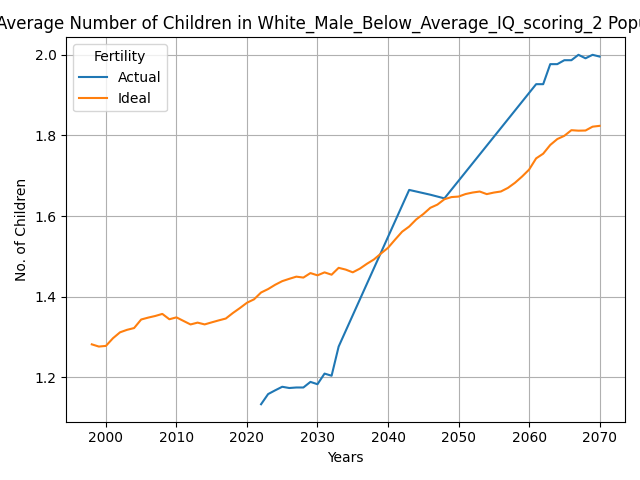 Average Number of Children in White_Male_Below_Average_IQ_scoring_2
Fertility
Actual
Ideal
No. of Children
2.0
1.8
1.6
1.4
1.2
2000 2010 2020 2030 2040 2050 2060 2070
Years